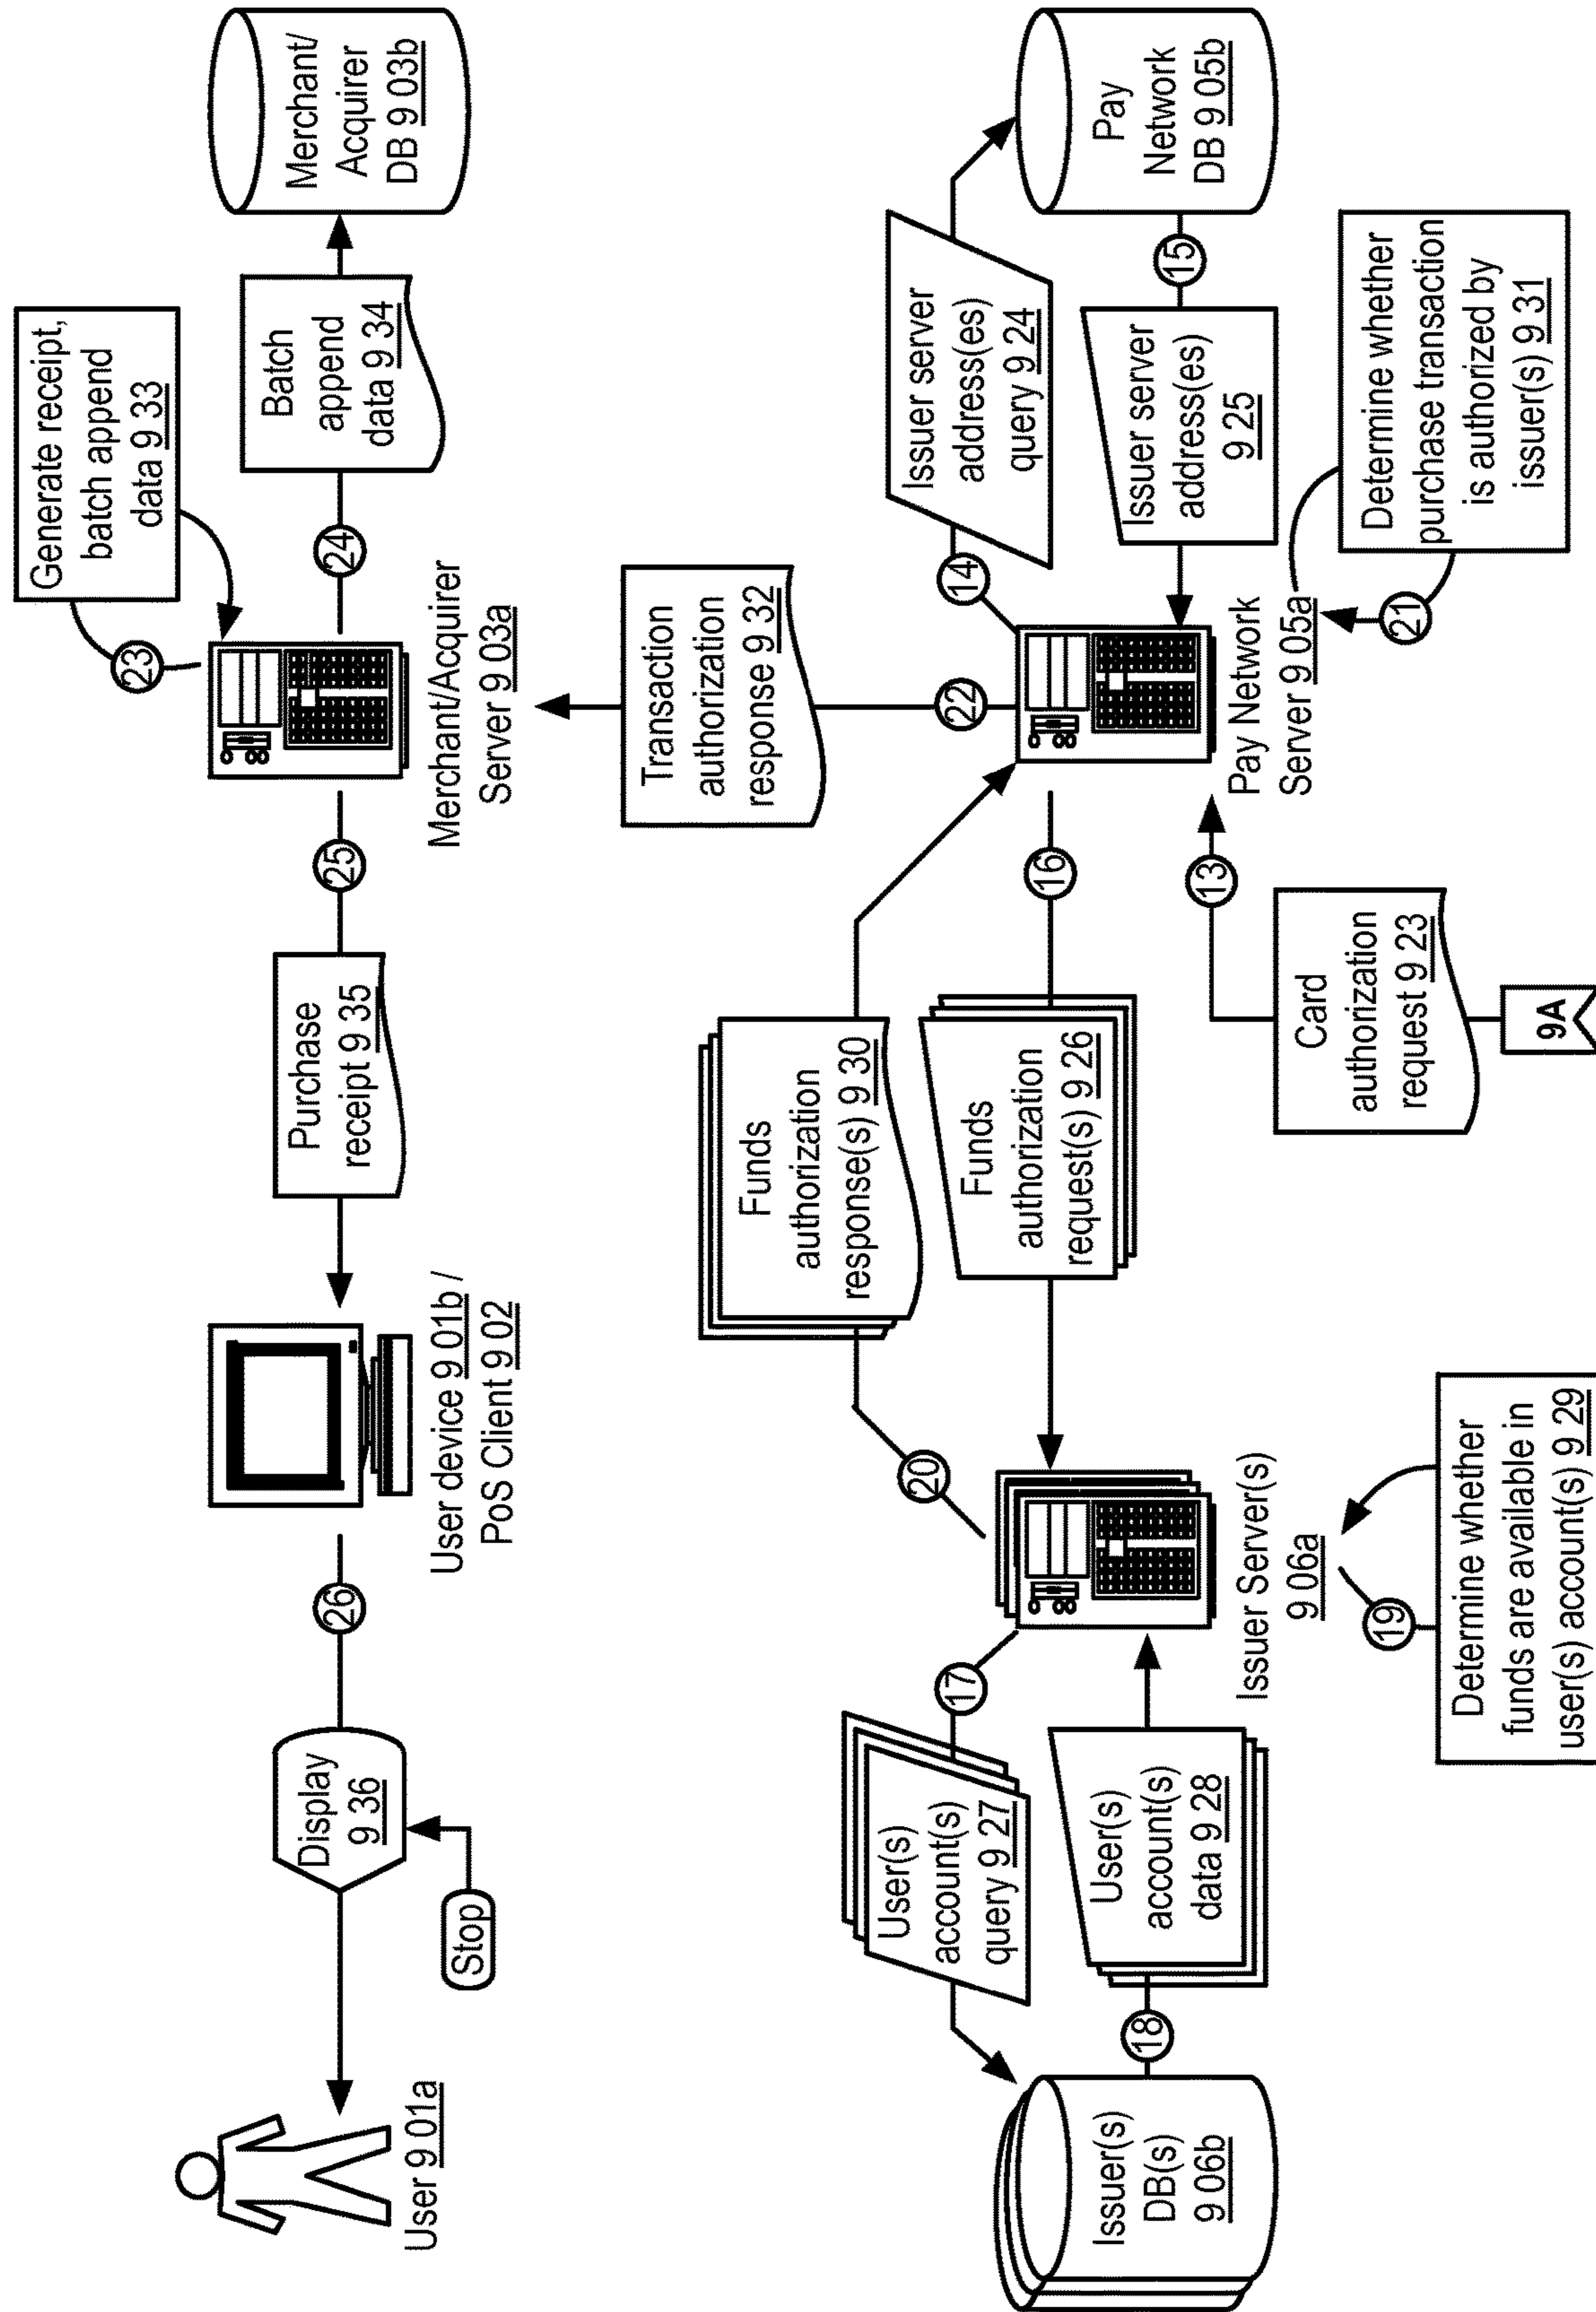 User 9 01a
Display
9 36
Stop
26
User device 9 01b /
PoS Client 9 02
Purchase
receipt 9 35
25
Merchant/Acquirer
Server 9 03a
23
Generate receipt,
batch append
data 9 33
24
Batch
append
data 9 34
Merchant/
Acquirer
DB 9 03b
Transaction
authorization
response 9 32
22
Issuer(s)
DB(s)
9 06b
User(s)
account(s)
query 9 27
17
18
User(s)
account(s)
data 9 28
Issuer Server(s)
9 06a
19
Determine whether
funds are available in
user(s) account(s) 9 29
20
Funds
authorization
response(s) 9 30
Funds
authorization
request(s) 9 26
16
Card
authorization
request 9 23
9A
13
Pay Network
Server 9 05a
14
Issuer server
address(es)
query 9 24
Issuer server
address(es)
9 25
15
Pay
Network
DB 9 05b
21
Determine whether
purchase transaction
is authorized by
issuer(s) 9 31